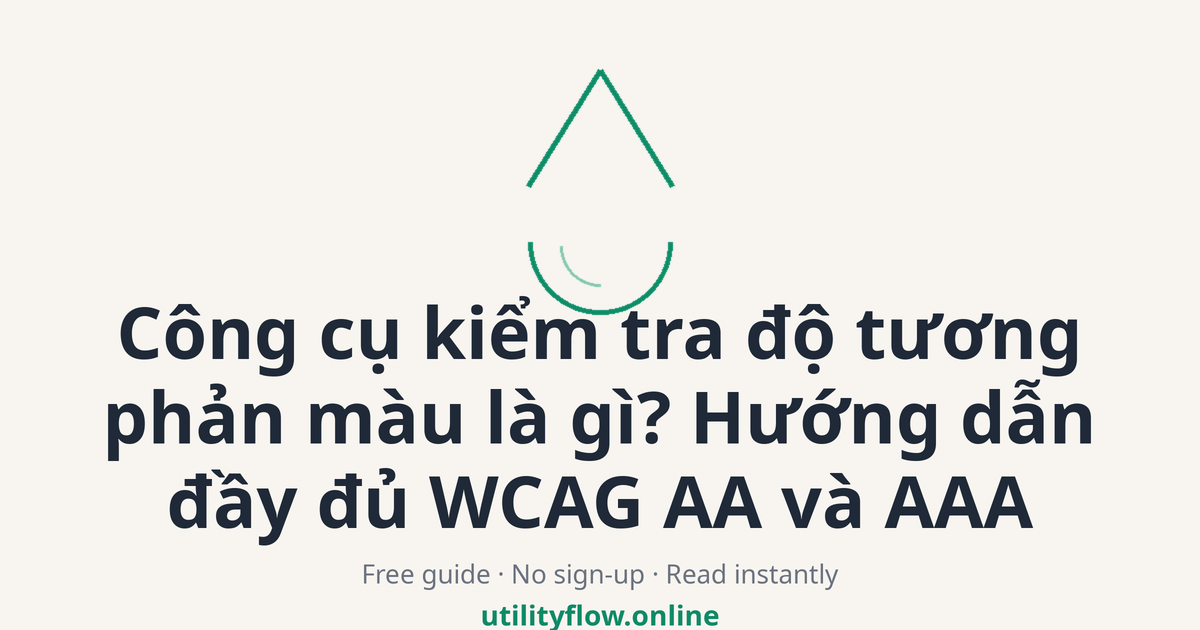 Công cụ kiểm tra độ tương
phản màu là gì? Hướng dẫn
đầy đủ WCAG AA và AAA
Free guide · No sign-up · Read instantly
utilityflow.online